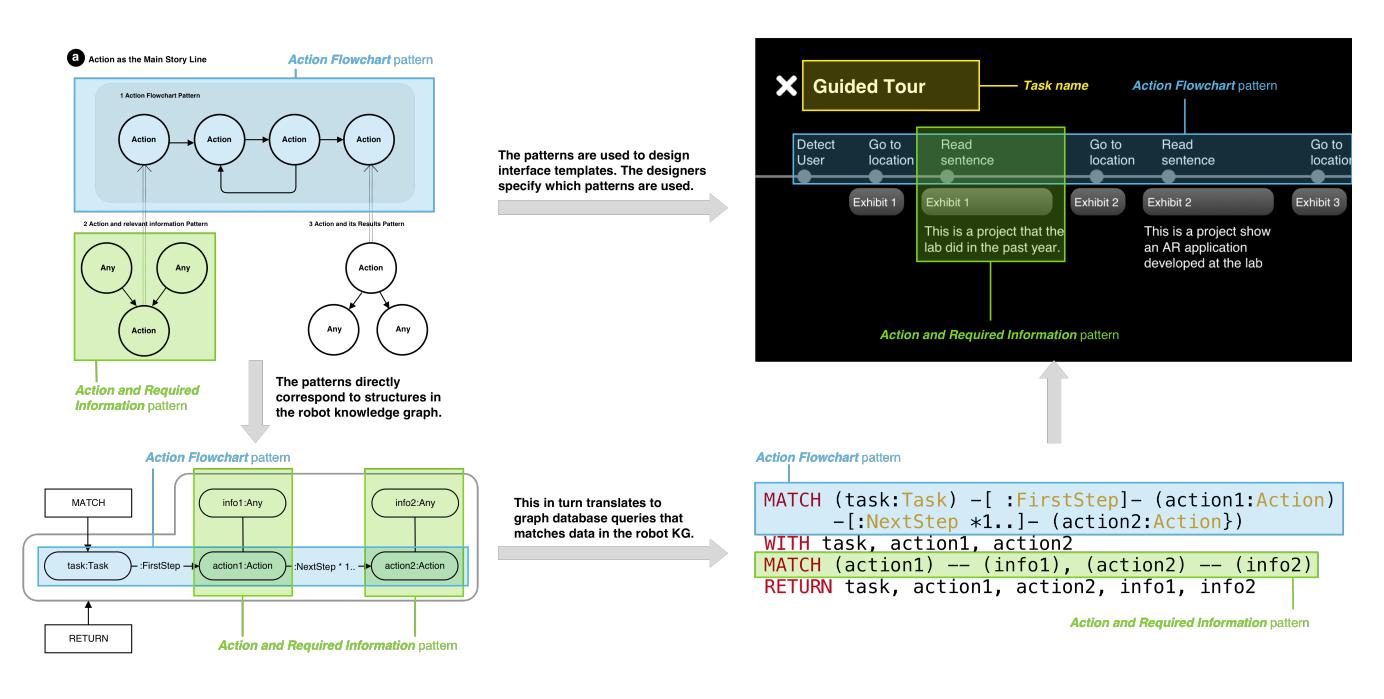 a Action as the Main Story Line
Action Flowchart pattern
1 Action Flowchart Pattern
Action Action Action Action
2 Action and relevant information Pattern
3 Action and its Results Pattern
Any Any
Action
Action
Any Any
Action and Required
Information pattern
The patterns directly
correspond to structures in
the robot knowledge graph.
The patterns are used to design
interface templates. The designers
specify which patterns are used.
Guided Tour
Task name
Action Flowchart pattern
Detect
User
Go to
location
Read
sentence
Go to
location
Read
sentence
Go to
location
Exhibit 1
Exhibit 1
Exhibit 2
Exhibit 2
Exhibit 3
This is a project that the
lab did in the past year.
This is a project show
an AR application
developed at the lab
Action and Required Information pattern
Action Flowchart pattern
MATCH
info1:Any
info2:Any
task:Task :FirstStep action1:Action :NextStep * 1.. action2:Action
RETURN
Action and Required Information pattern
This in turn translates to
graph database queries that
matches data in the robot KG.
Action Flowchart pattern
MATCH (task:Task) -[ :FirstStep]- (action1:Action)
-[:NextStep *1..]- (action2:Action})
WITH task, action1, action2
MATCH (action1) -- (info1), (action2) -- (info2)
RETURN task, action1, action2, info1, info2
Action and Required Information pattern